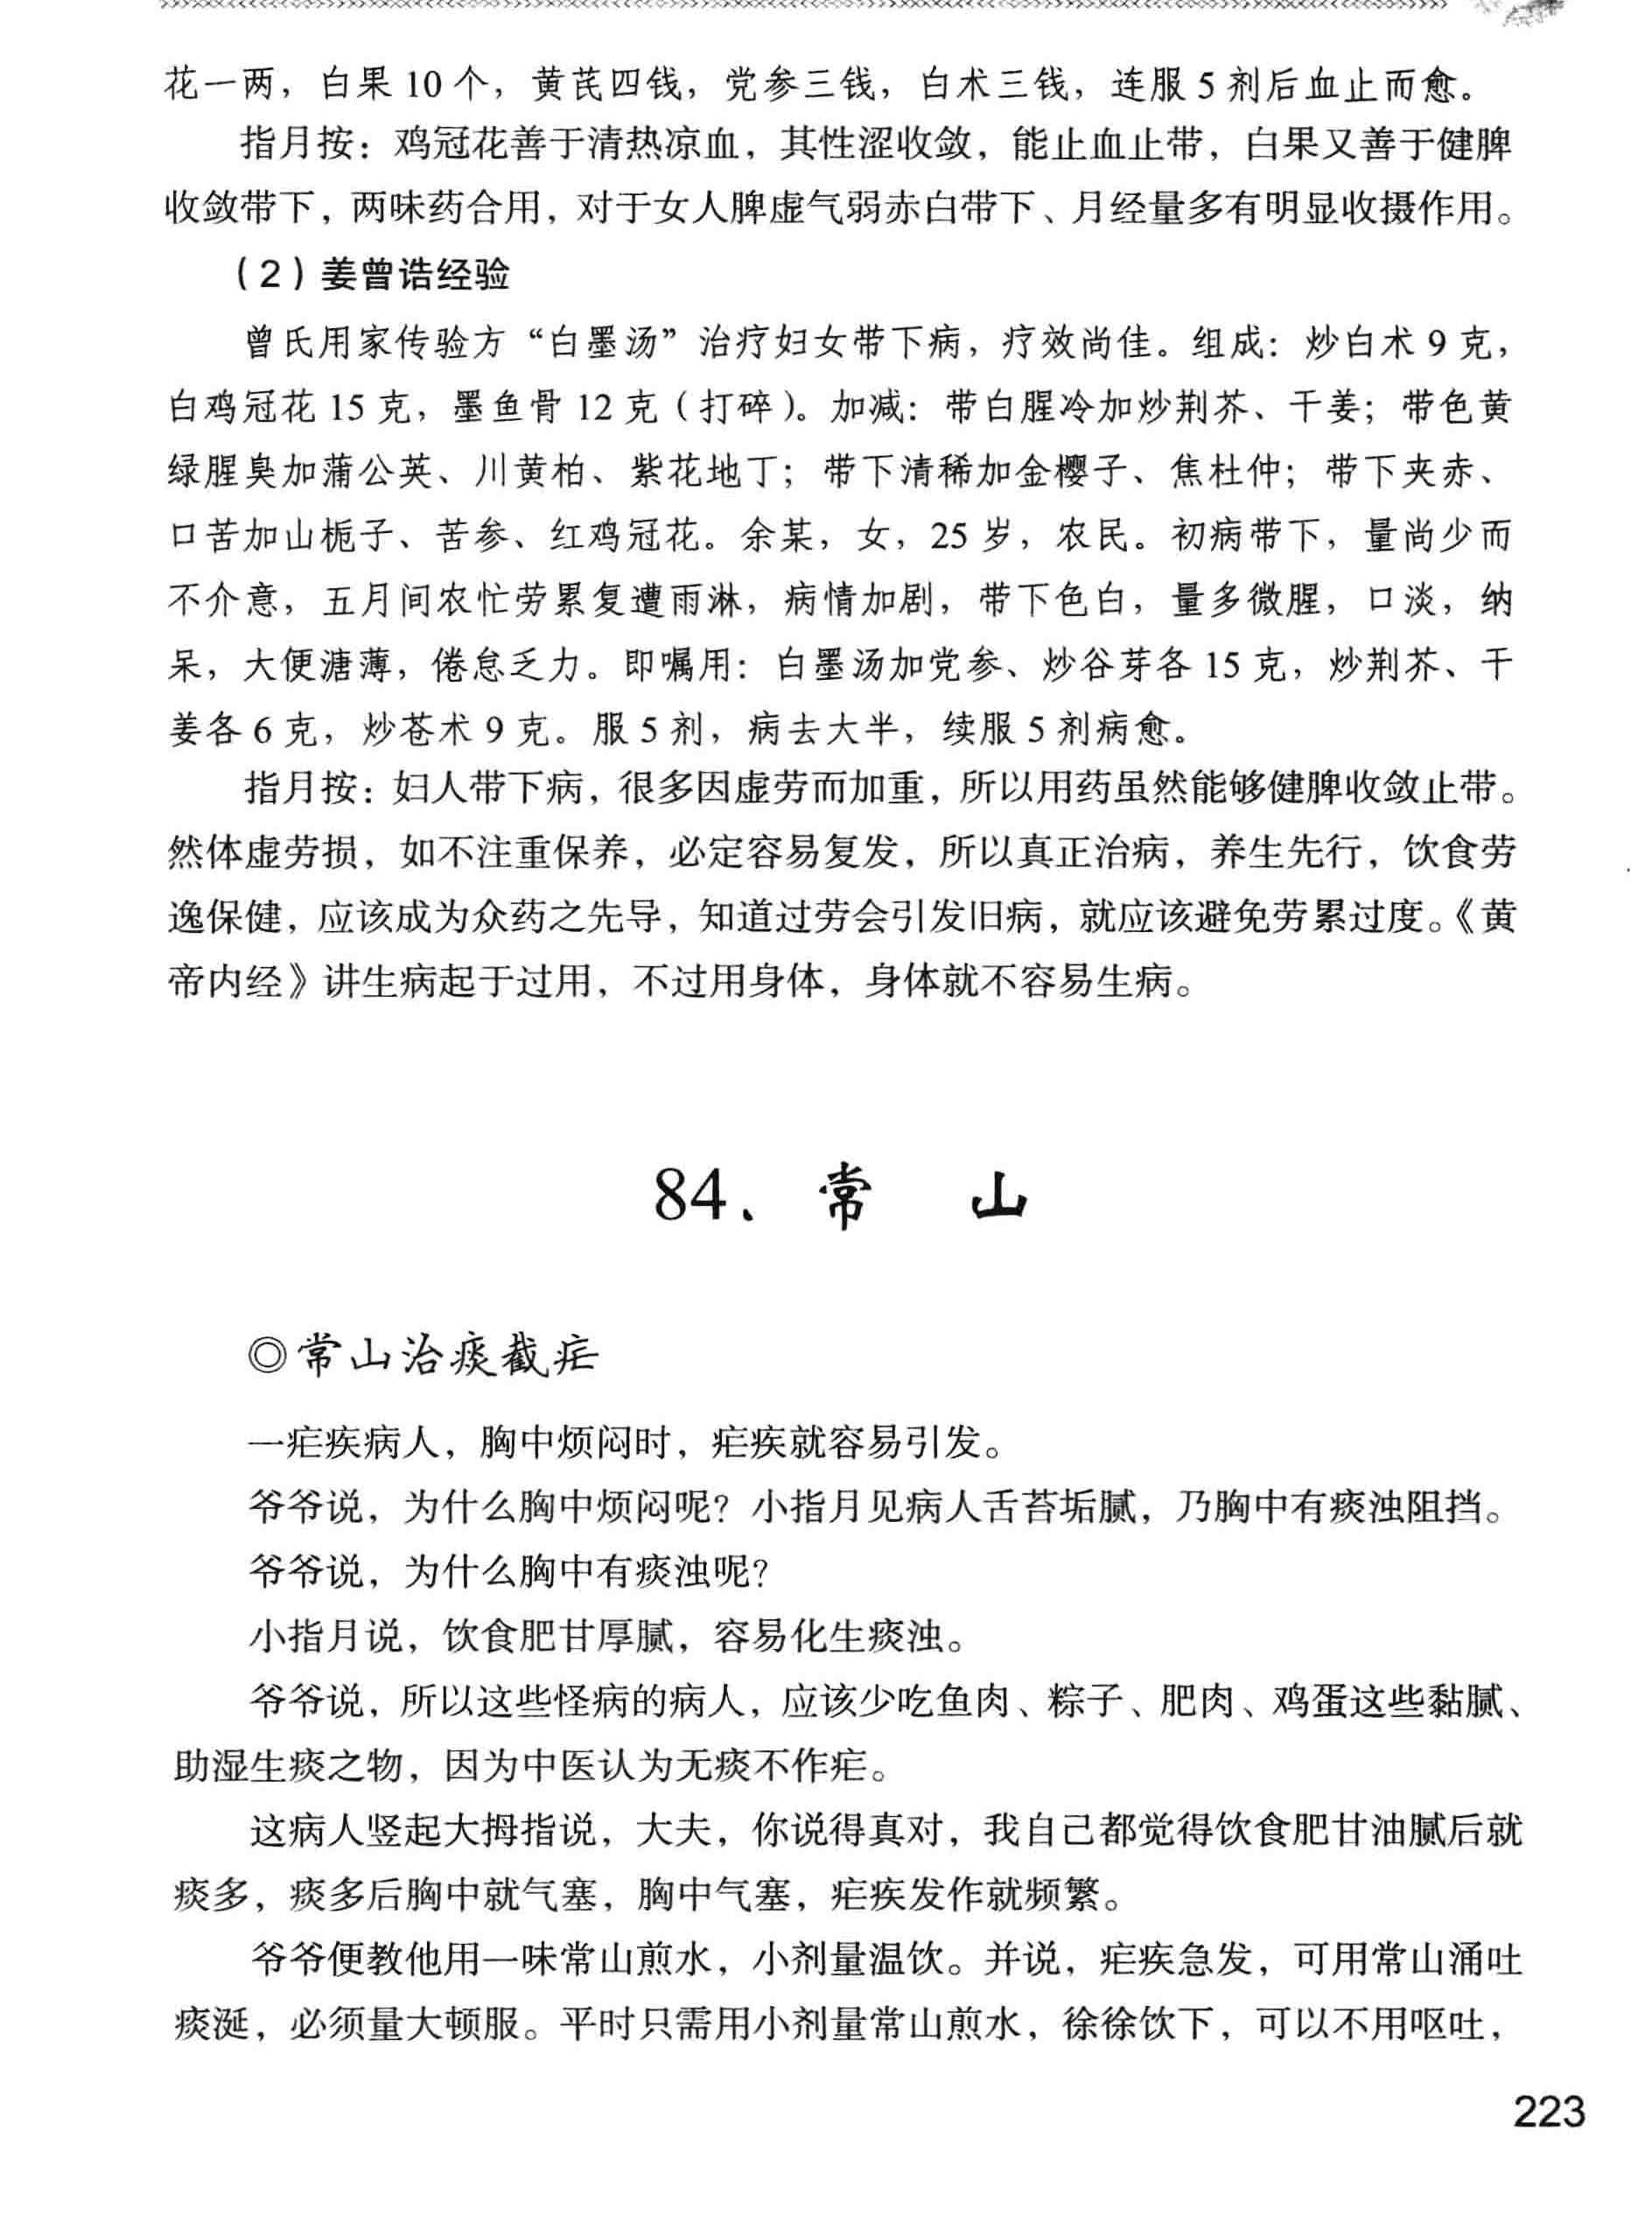 花一两，白果 10 个，黄芪四钱，党参三钱，白术三钱，连服 5 剂后血止而愈。
指月按：鸡冠花善于清热凉血，其性涩收敛，能止血止带，白果又善于健脾
收敛带下，两味药合用，对于女人脾虚气弱赤白带下、月经量多有明显收摄作用。
（2）姜曾诰经验
曾氏用家传验方“白墨汤”治疗妇女带下病，疗效尚佳。组成：炒白术 9 克，
白鸡冠花 15 克，墨鱼骨 12 克（打碎）。加减：带白腥冷加炒荆芥、干姜；带色黄
绿腥臭加蒲公英、川黄柏、紫花地丁；带下清稀加金樱子、焦杜仲；带下夹赤、
口苦加山栀子、苦参、红鸡冠花。余某，女，25 岁，农民。初病带下，量尚少而
不介意，五月间农忙劳累复遭雨淋，病情加剧，带下色白，量多微腥，口淡，纳
呆，大便溏薄，倦怠乏力。即嘱用：白墨汤加党参、炒谷芽各 15 克，炒荆芥、干
姜各 6 克，炒苍术 9 克。服 5 剂，病去大半，续服 5 剂病愈。
指月按：妇人带下病，很多因虚劳而加重，所以用药虽然能够健脾收敛止带。
然体虚劳损，如不注重保养，必定容易复发，所以真正治病，养生先行，饮食劳
逸保健，应该成为众药之先导，知道过劳会引发旧病，就应该避免劳累过度。《黄
帝内经》讲生病起于过用，不过用身体，身体就不容易生病。
84、常 山
◎常山治痰截疟
一疟疾病人，胸中烦闷时，疟疾就容易引发。
爷爷说，为什么胸中烦闷呢？小指月见病人舌苔垢腻，乃胸中有痰浊阻挡。
爷爷说，为什么胸中有痰浊呢？
小指月说，饮食肥甘厚腻，容易化生痰浊。
爷爷说，所以这些怪病的病人，应该少吃鱼肉、粽子、肥肉、鸡蛋这些黏腻、
助湿生痰之物，因为中医认为无痰不作疟。
这病人竖起大拇指说，大夫，你说得真对，我自己都觉得饮食肥甘油腻后就
痰多，痰多后胸中就气塞，胸中气塞，疟疾发作就频繁。
爷爷便教他用一味常山煎水，小剂量温饮。并说，疟疾急发，可用常山涌吐
痰涎，必须量大顿服。平时只需用小剂量常山煎水，徐徐饮下，可以不用呕吐，
223